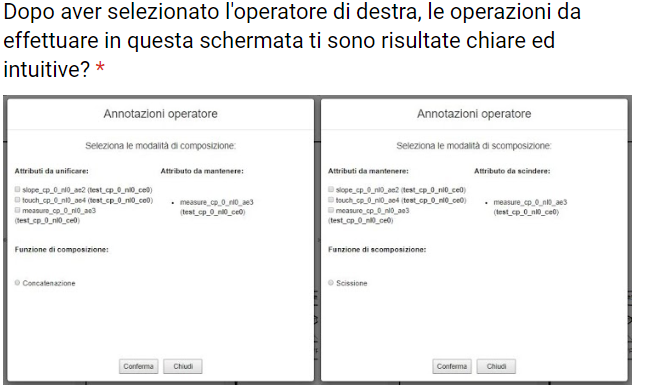 Dopo aver selezionato l'operatore di destra, le operazioni da
effettuare in questa schermata ti sono risultate chiare ed
intuitive? *
Annotazioni operatore
Seleziona le modalità di composizione:
Attributi da unificare:
Attributo da mantenere:
slope_cp_0_nl0_ae2 (test_cp_0_nl0_ce0)
touch_cp_0_nl0_ae4 (test_cp_0_nl0_ce0)
measure_cp_0_nl0_ae3
(test_cp_0_nl0_ce0)
• measure_cp_0_nl0_ae3
(test_cp_0_nl0_ce0)
Funzione di composizione:
Concatenazione
Conferma
Chiudi
Annotazioni operatore
Seleziona le modalità di scomposizione:
Attributi da mantenere:
Attributo da scindere:
slope_cp_0_nl0_ae2 (test_cp_0_nl0_ce0)
touch_cp_0_nl0_ae4 (test_cp_0_nl0_ce0)
measure_cp_0_nl0_ae3
(test_cp_0_nl0_ce0)
• measure_cp_0_nl0_ae3
(test_cp_0_nl0_ce0)
Funzione di scomposizione:
Scissione
Conferma
Chiudi